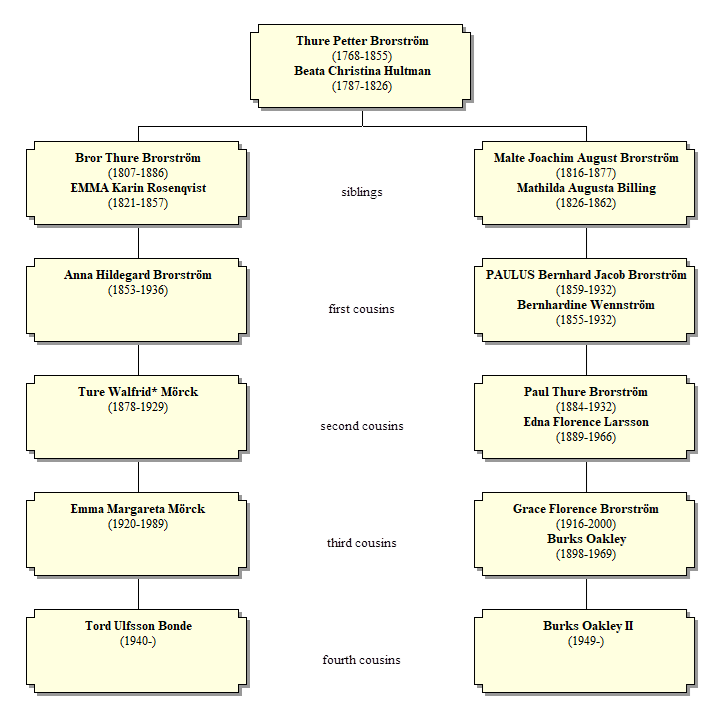 Thure Petter Brorström
(1768-1855)
Beata Christina Hultman
(1787-1826)
Bror Thure Brorström
(1807-1886)
EMMA Karin Rosenqvist
(1821-1857)
siblings
Malte Joachim August Brorström
(1816-1877)
Mathilda Augusta Billing
(1826-1862)
Anna Hildegard Brorström
(1853-1936)
first cousins
PAULUS Bernhard Jacob Brorström
(1859-1932)
Bernhardine Wennström
(1855-1932)
Ture Walfrid* Mörck
(1878-1929)
second cousins
Paul Thure Brorström
(1884-1932)
Edna Florence Larsson
(1889-1966)
Emma Margareta Mörck
(1920-1989)
third cousins
Grace Florence Brorström
(1916-2000)
Burks Oakley
(1898-1969)
Tord Ulfsson Bonde
(1940-)
fourth cousins
Burks Oakley II
(1949-)